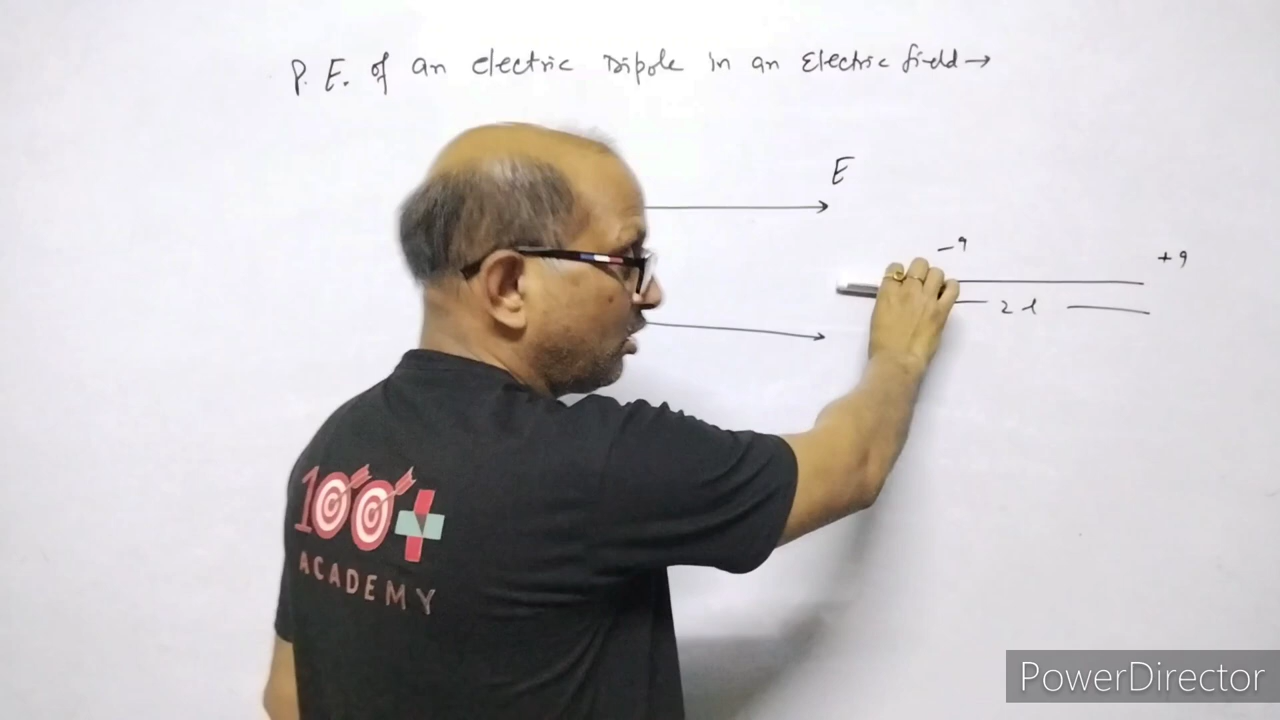 P. E. of an electric Dipole in an Electric field →
E
-q
+q
2l
100+
ACADEMY
PowerDirector